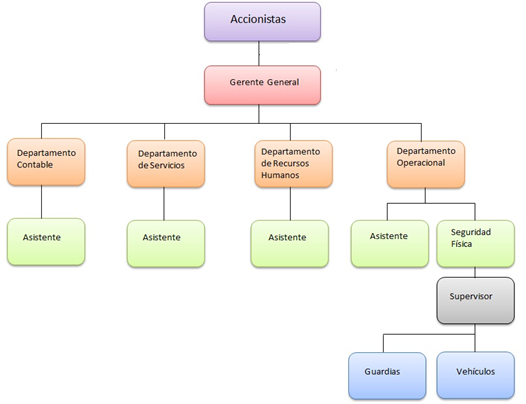 Accionistas
Gerente General
Departamento
Contable
Departamento
de Servicios
Departamento
de Recursos
Humanos
Departamento
Operacional
Asistente
Asistente
Asistente
Asistente
Seguridad
Física
Supervisor
Guardias
Vehículos